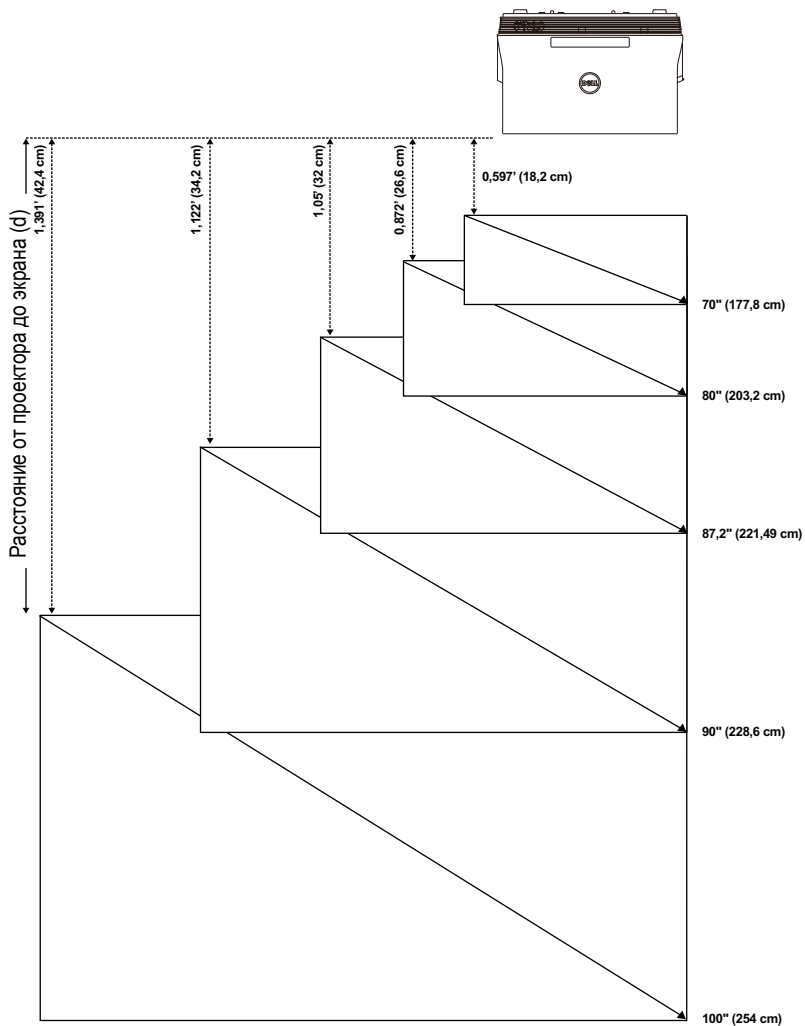 DELL
Расстояние от проектора до экрана (d)
1,391' (42,4 cm)
1,122' (34,2 cm)
1,05' (32 cm)
0,872' (26,6 cm)
0,597' (18,2 cm)
70" (177,8 cm)
80" (203,2 cm)
87,2" (221,49 cm)
90" (228,6 cm)
100" (254 cm)